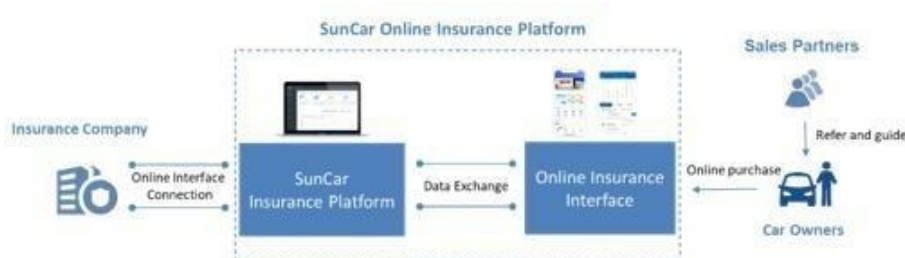 SunCar Online Insurance Platform
Sales Partners
Insurance Company
Refer and guide
Online Interface
Connection
SunCar
Insurance Platform
Data Exchange
Online Insurance
Interface
Online purchase
Car Owners